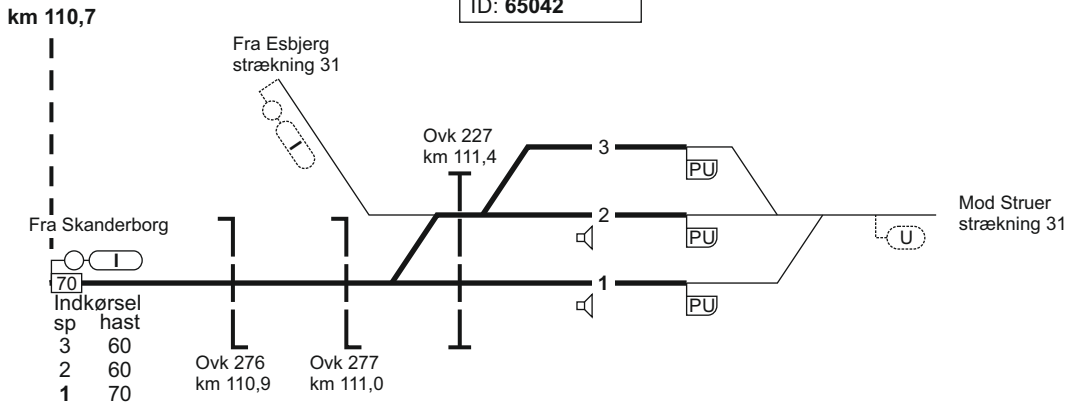 ID: 65042
km 110,7
Fra Esbjerg
strækning 31
Ovk 227
km 111,4
3
PU
Fra Skanderborg
2
PU
Mod Struer
strækning 31
U
I
I
70
1
PU
Indkørsel
sp hast
3 60
2 60
1 70
Ovk 276
km 110,9
Ovk 277
km 111,0